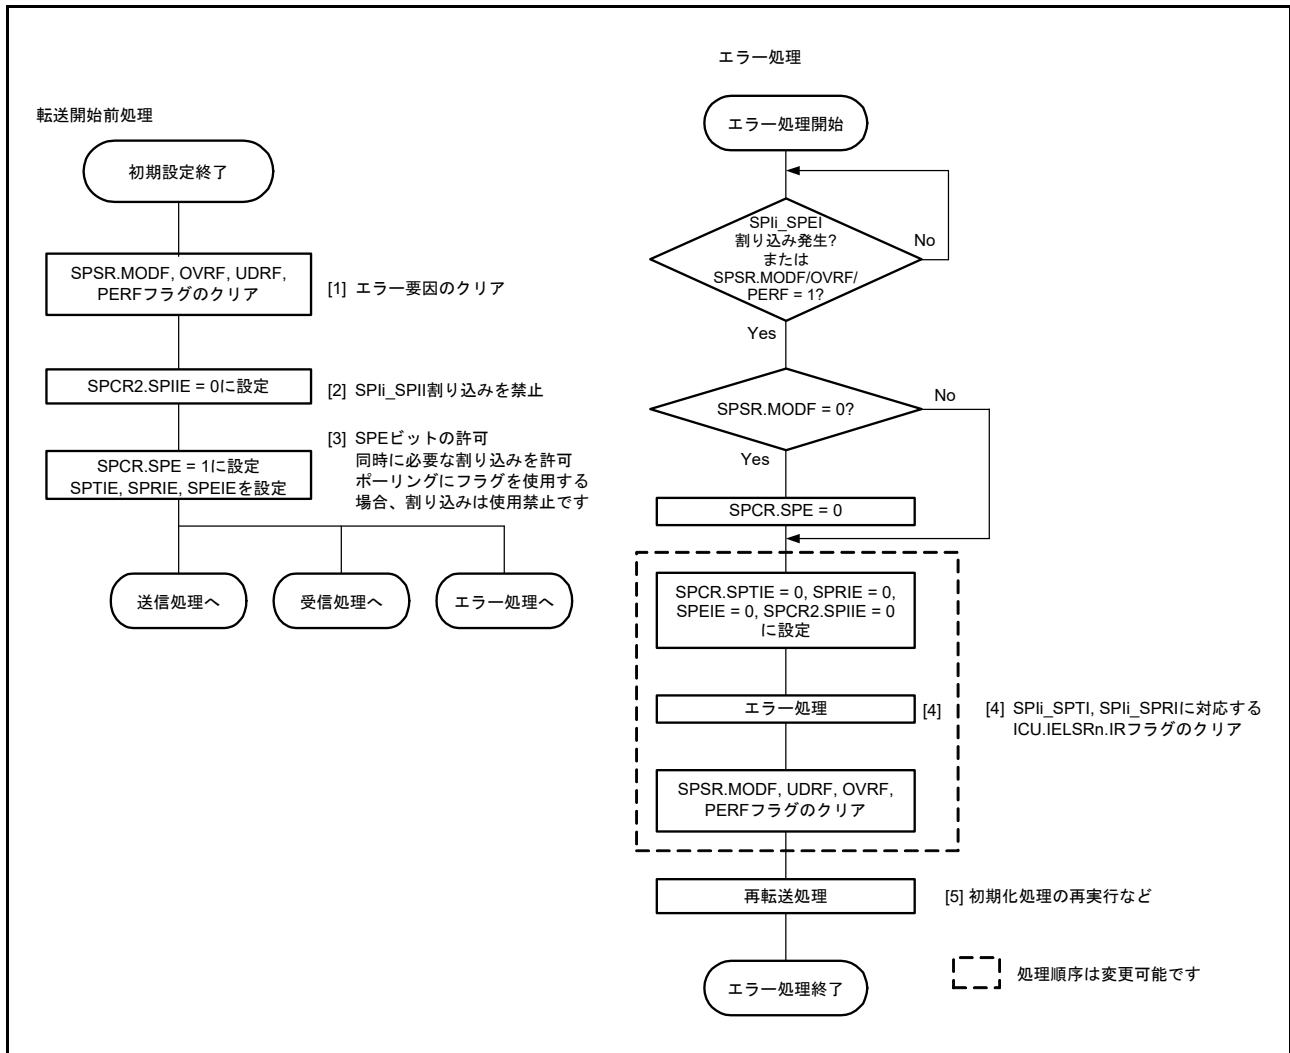 転送開始前処理
初期設定終了
SPSR.MODF, OVRF, UDRF,
PERFフラグのクリア
[1] エラー要因のクリア
SPCR2.SPIIE = 0に設定
[2] SPIi_SPII割り込みを禁止
SPCR.SPE = 1に設定
SPTIE, SPRIE, SPEIEを設定
[3] SPEビットの許可
同時に必要な割り込みを許可
ポーリングにフラグを使用する
場合、割り込みは使用禁止です
送信処理へ
受信処理へ
エラー処理へ
エラー処理
エラー処理開始
SPIi_SPEI
割り込み発生?
または
SPSR.MODF/OVRF/
PERF = 1?
No
Yes
SPSR.MODF = 0?
No
Yes
SPCR.SPE = 0
SPCR.SPTIE = 0, SPRIE = 0,
SPEIE = 0, SPCR2.SPIIE = 0
に設定
エラー処理
[4]
[4] SPIi_SPTI, SPIi_SPRIに対応する
ICU.IELSRn.IRフラグのクリア
SPSR.MODF, UDRF, OVRF,
PERFフラグのクリア
再転送処理
[5] 初期化処理の再実行など
エラー処理終了
処理順序は変更可能です